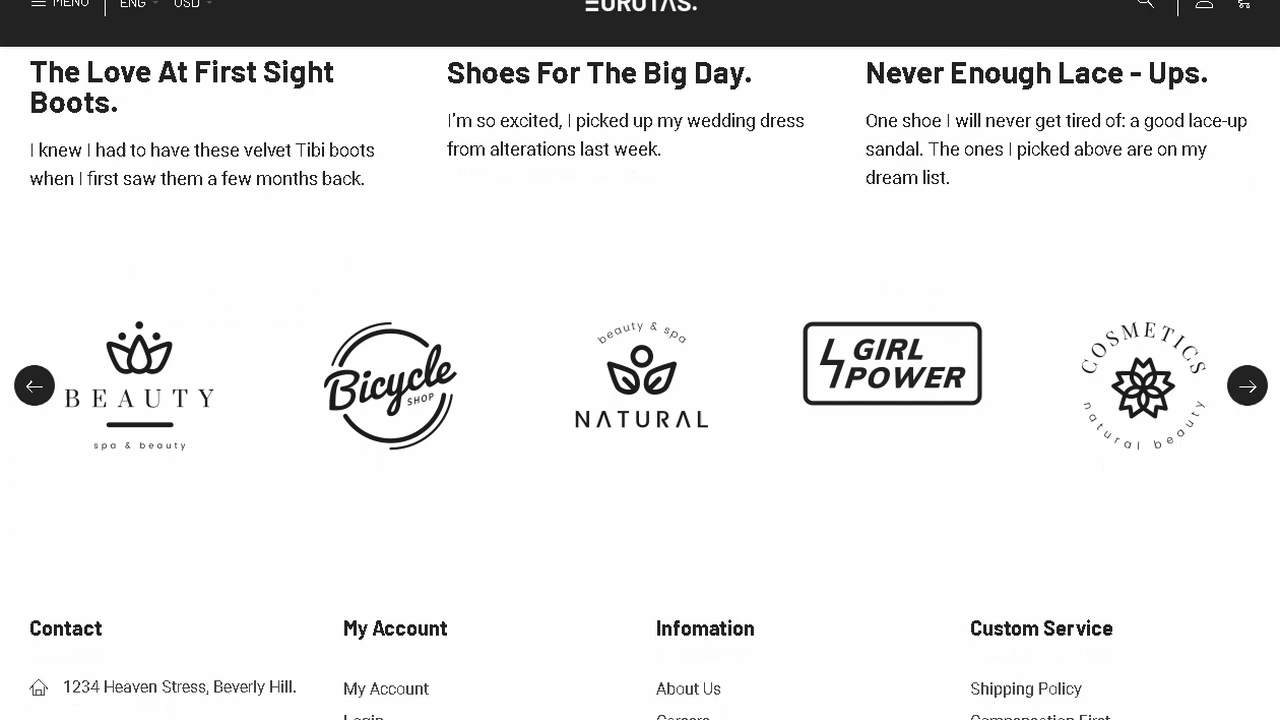 MENU
ENG
USD
EUROTAS.
The Love At First Sight
Boots.
I knew I had to have these velvet Tibi boots
when I first saw them a few months back.
Shoes For The Big Day.
I'm so excited, I picked up my wedding dress
from alterations last week.
Never Enough Lace - Ups.
One shoe I will never get tired of: a good lace-up
sandal. The ones I picked above are on my
dream list.
BEAUTY
spa & beauty
Bicycle
SHOP
beauty & spa
NATURAL
GIRL
POWER
COSMETICS
natural beauty
Contact
1234 Heaven Stress, Beverly Hill.
My Account
My Account
Login
Infomation
About Us
Careers
Custom Service
Shipping Policy
Compensation First